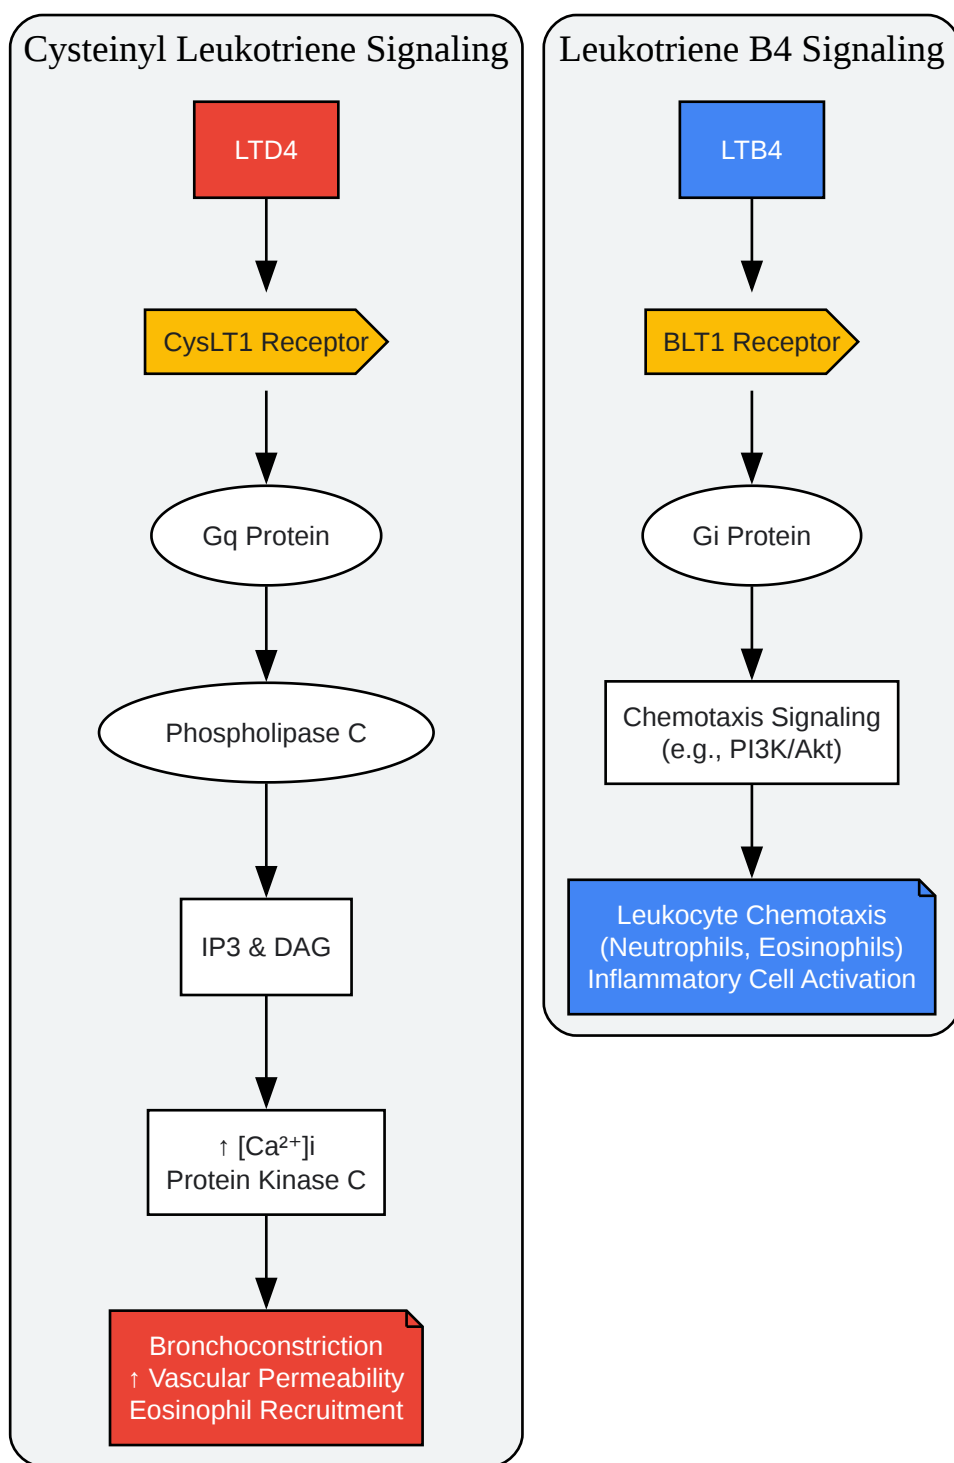 Cysteinyl Leukotriene Signaling
LTD4
CysLT1 Receptor
Gq Protein
Phospholipase C
IP3 & DAG
↑ [Ca²⁺]i
Protein Kinase C
Bronchoconstriction
↑ Vascular Permeability
Eosinophil Recruitment
Leukotriene B4 Signaling
LTB4
BLT1 Receptor
Gi Protein
Chemotaxis Signaling
(e.g., PI3K/Akt)
Leukocyte Chemotaxis
(Neutrophils, Eosinophils)
Inflammatory Cell Activation